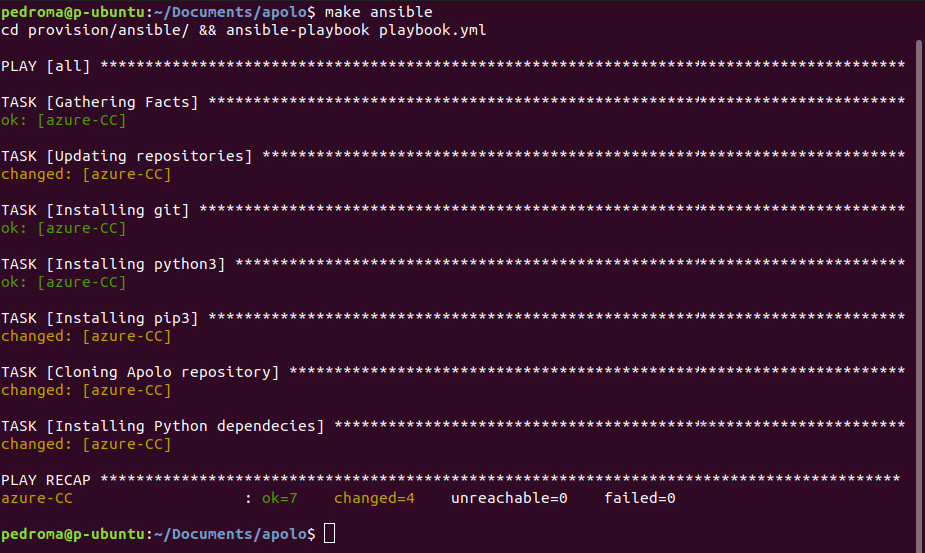 pedroma@p-ubuntu:~/Documents/apolo$ make ansible
cd provision/ansible/ && ansible-playbook playbook.yml
PLAY [all] *****************************************************************************************
TASK [Gathering Facts] *****************************************************************************
ok: [azure-CC]
TASK [Updating repositories] ***********************************************************************
changed: [azure-CC]
TASK [Installing git] ******************************************************************************
ok: [azure-CC]
TASK [Installing python3] **************************************************************************
ok: [azure-CC]
TASK [Installing pip3] *****************************************************************************
changed: [azure-CC]
TASK [Cloning Apolo repository] ********************************************************************
changed: [azure-CC]
TASK [Installing Python dependecies] ***************************************************************
changed: [azure-CC]
PLAY RECAP *****************************************************************************************
azure-CC                   : ok=7    changed=4    unreachable=0    failed=0
pedroma@p-ubuntu:~/Documents/apolo$